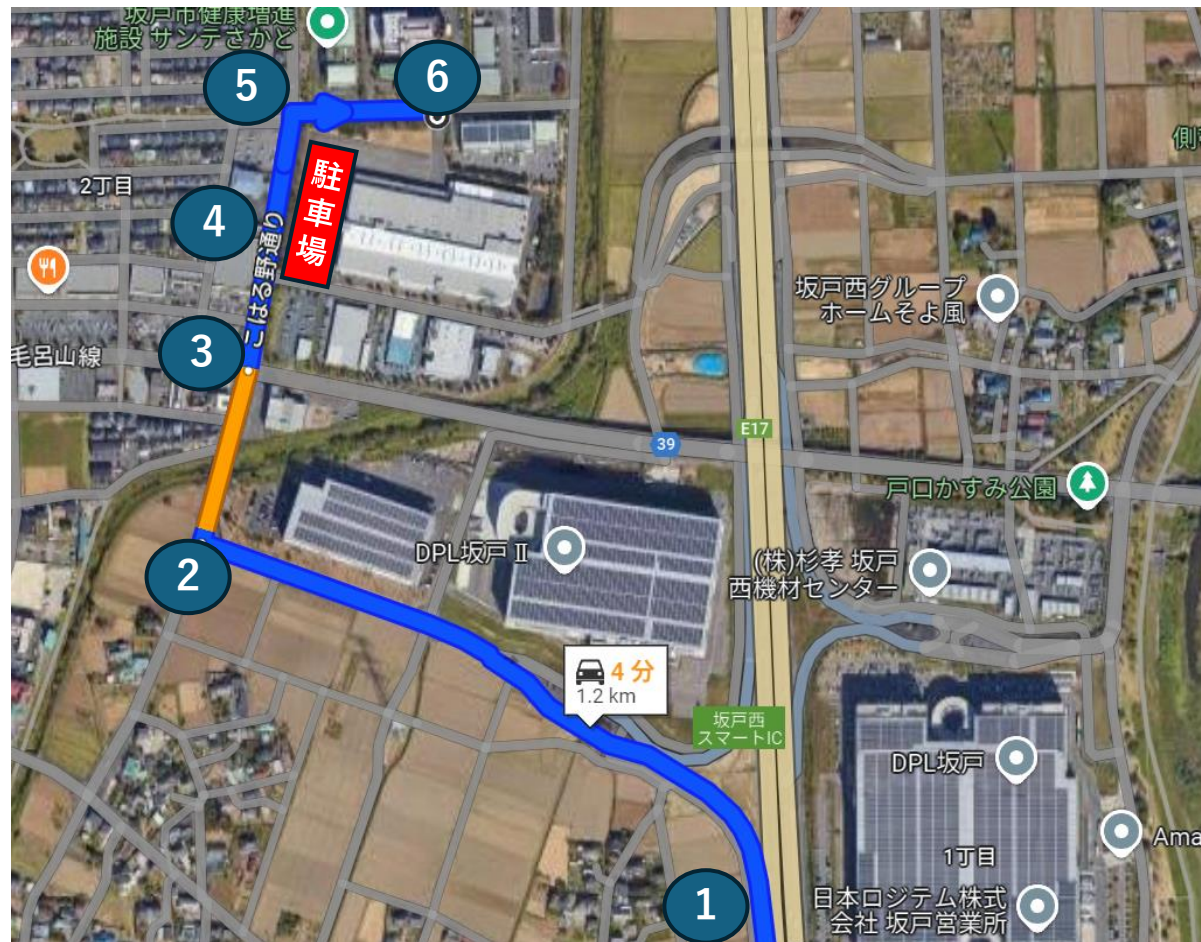 坂戸市健康増進
施設 サンテさかど
5
6
側
駐車場
2丁目
4
こはる野通り
坂戸西グループ
ホームそよ風
3
毛呂山線
E17
39
戸口かすみ公園
DPL坂戸 Ⅱ
(株)杉孝 坂戸
西機材センター
2
4 分
1.2 km
坂戸西
スマートIC
DPL坂戸
Ama
1丁目
1
日本ロジテム株式
会社 坂戸営業所